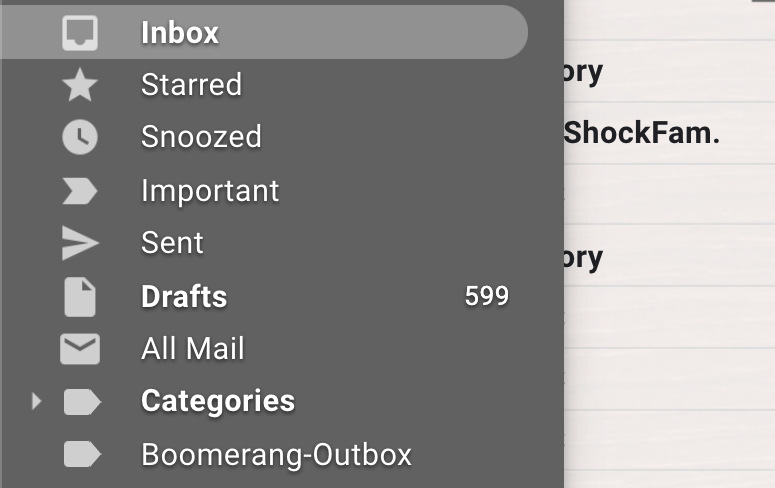 Inbox
ory
Starred
ShockFam.
Snoozed
Important
Sent
ory
Drafts 599
All Mail
Categories
Boomerang-Outbox